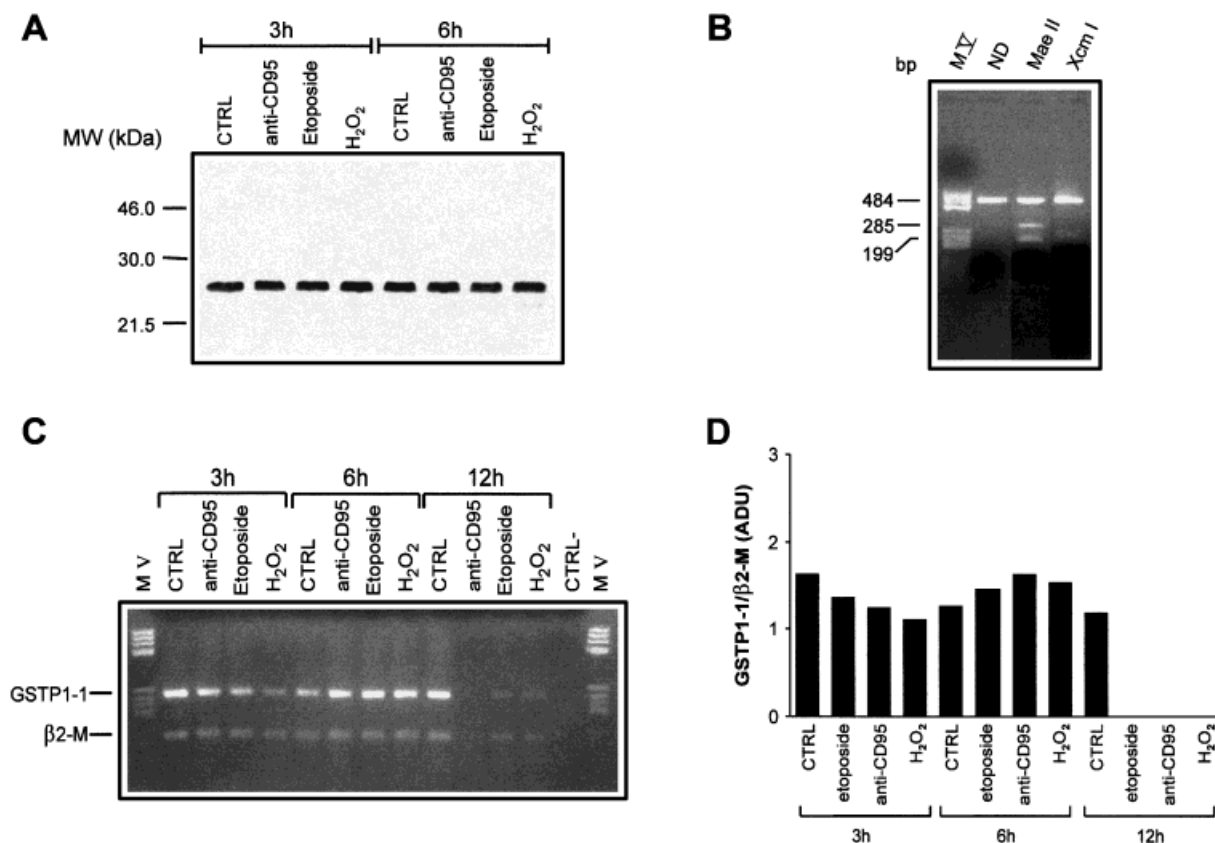 A
3h 6h
CTRL anti-CD95 Etoposide H₂O₂ CTRL anti-CD95 Etoposide H₂O₂
MW (kDa)
46.0
30.0
21.5
B
bp M V ND Mae II Xcm I
484
285
199
C
3h 6h 12h
M V CTRL anti-CD95 Etoposide H₂O₂ CTRL anti-CD95 Etoposide H₂O₂ CTRL anti-CD95 Etoposide H₂O₂ CTRL- M V
GSTP1-1
β2-M
D
GSTP1-1/β2-M (ADU)
3
2
1
0
CTRL etoposide anti-CD95 H₂O₂ CTRL etoposide anti-CD95 H₂O₂ CTRL etoposide anti-CD95 H₂O₂
3h 6h 12h